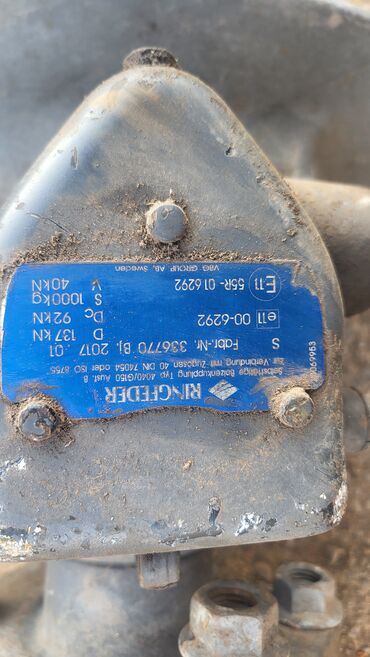 RINGFEDER
Selbsttätige Bolzenkupplung Typ 4040/G150 Ausf. B
zur Verbindung mit Zugösen 40 DIN 74054 oder ISO 8755
S Fabr.-Nr. 336770 B), 2017 .01
e11 00-6292
E11 55R-01 6292
VBG GROUP AB, Sweden
D 137 kN
Dc 92 kN
S 1000 kg
V 40 kN